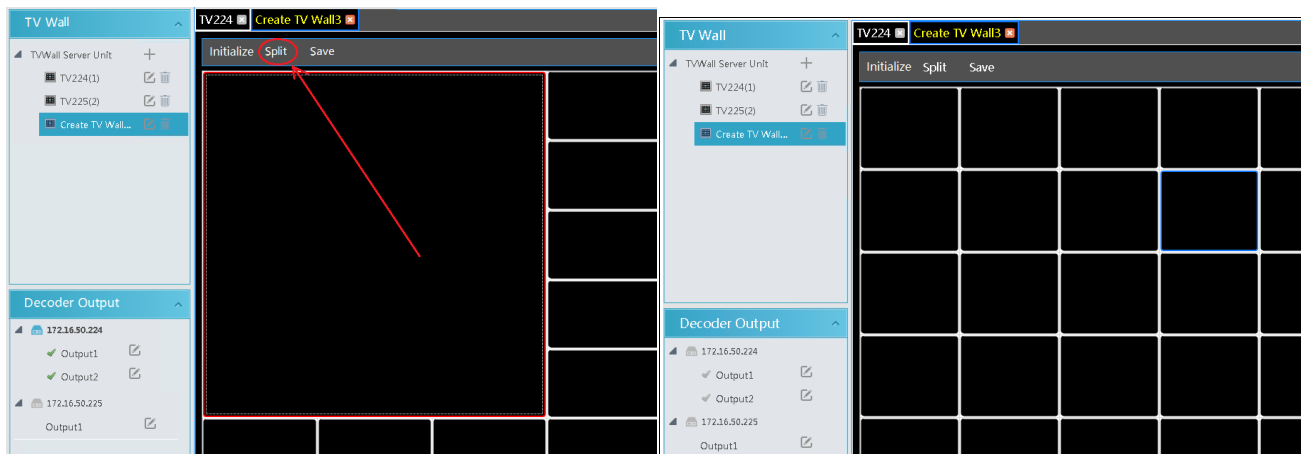 TV Wall
TVWall Server Unit
TV224(1)
TV225(2)
Create TV Wall...
Decoder Output
172.16.50.224
Output1
Output2
172.16.50.225
Output1
TV224 Create TV Wall3
Initialize Split Save
TV Wall
TVWall Server Unit
TV224(1)
TV225(2)
Create TV Wall...
Decoder Output
172.16.50.224
Output1
Output2
172.16.50.225
Output1
TV224 Create TV Wall3
Initialize Split Save